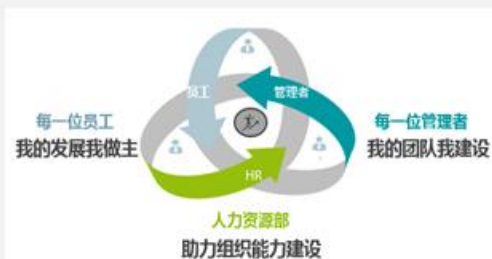 员工
管理者
每一位员工
我的发展我做主
每一位管理者
我的团队我建设
HR
人力资源部
助力组织能力建设